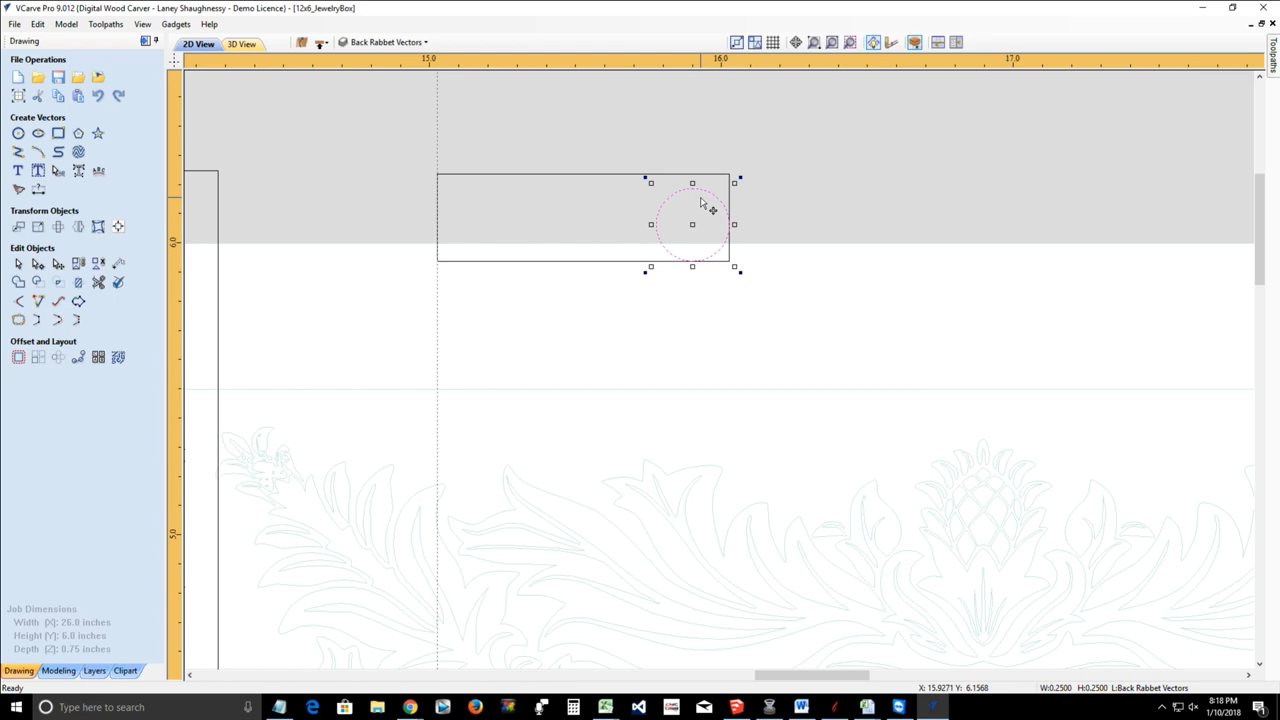 VCarve Pro 9.012 {Digital Wood Carver - Laney Shaughnessy - Demo Licence} - [12x6_JewelryBox]
File Edit Model Toolpaths View Gadgets Help
Drawing
2D View 3D View Back Rabbet Vectors
15.0 16.0 17.0
File Operations
Create Vectors
Transform Objects
6.0
Edit Objects
Offset and Layout
5.0
Toolpaths
Job Dimensions
Width (X): 26.0 inches
Height (Y): 6.0 inches
Depth (Z): 0.75 inches
Drawing Modeling Layers Clipart
Ready X: 15.9271 Y: 6.1568 W:0.2500 H:0.2500 L:Back Rabbet Vectors
Type here to search
8:18 PM
1/10/2018